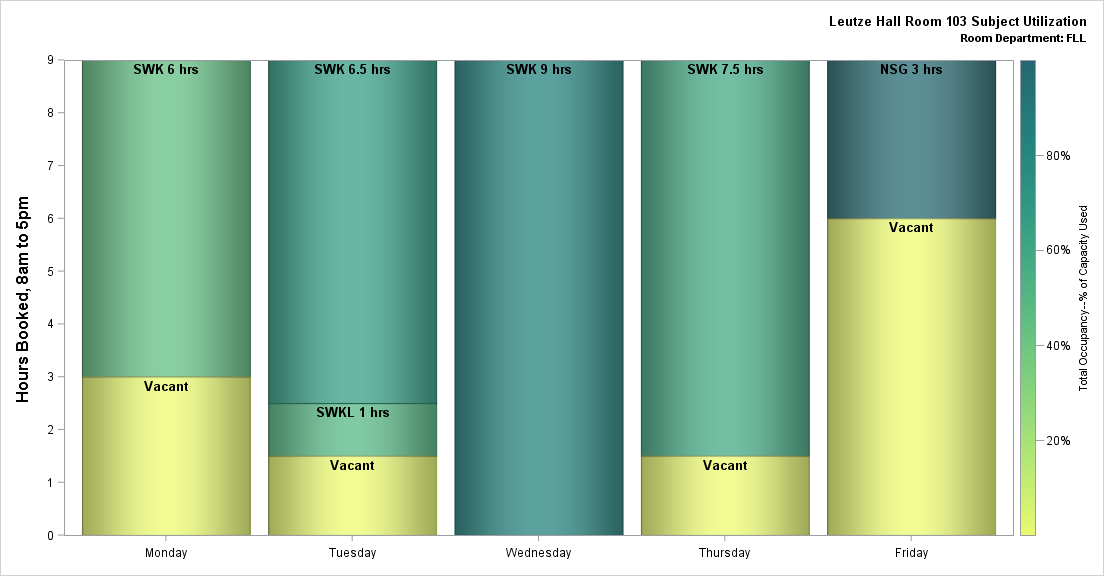 Leutze Hall Room 103 Subject Utilization
Room Department: FLL
Hours Booked, 8am to 5pm
9
8
7
6
5
4
3
2
1
0
SWK 6 hrs
Vacant
SWK 6.5 hrs
SWKL 1 hrs
Vacant
SWK 9 hrs
SWK 7.5 hrs
Vacant
NSG 3 hrs
Vacant
Monday
Tuesday
Wednesday
Thursday
Friday
80%
60%
40%
20%
Total Occupancy--% of Capacity Used